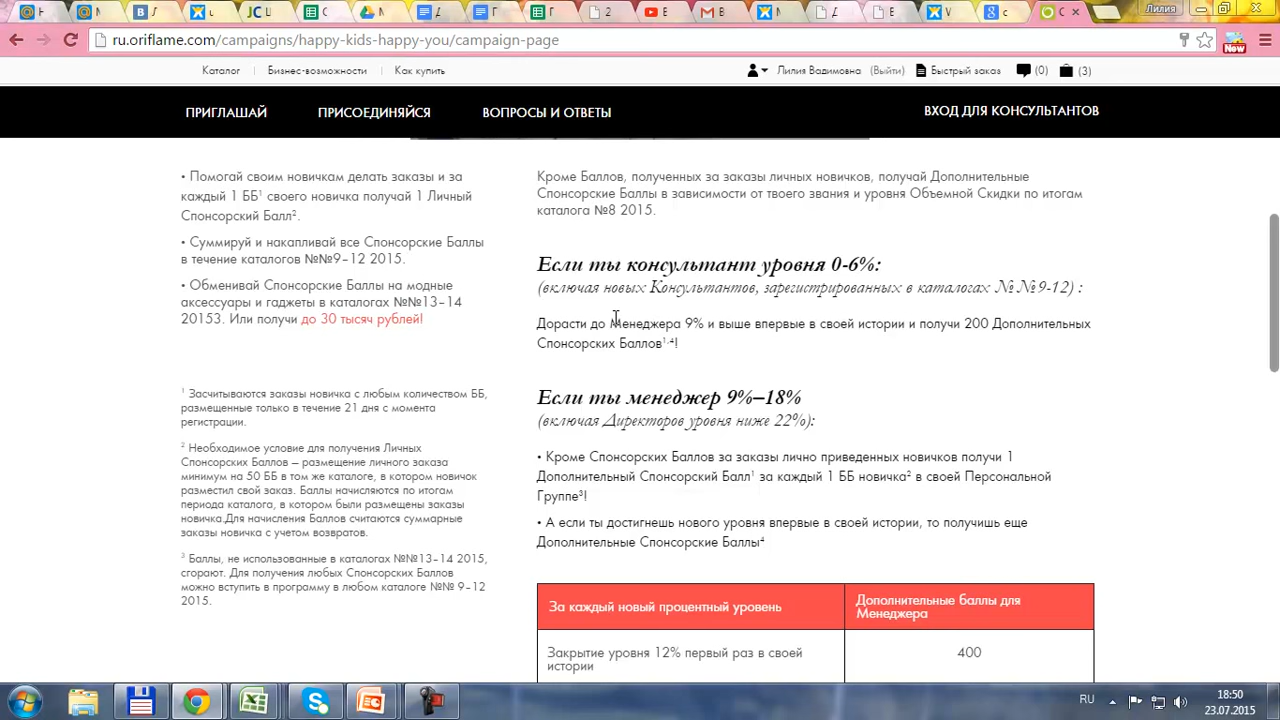 Лилия
ru.oriflame.com/campaigns/happy-kids-happy-you/campaign-page
New
Каталог
Бизнес-возможности
Как купить
Лилия Вадимовна
(Выйти)
Быстрый заказ
(0)
(3)
ПРИГЛАШАЙ
ПРИСОЕДИНЯЙСЯ
ВОПРОСЫ И ОТВЕТЫ
ВХОД ДЛЯ КОНСУЛЬТАНТОВ
• Помогай своим новичкам делать заказы и за
каждый 1 ББ¹ своего новичка получай 1 Личный
Спонсорский Балл².
• Суммируй и накапливай все Спонсорские Баллы
в течение каталогов №№9–12 2015.
• Обменивай Спонсорские Баллы на модные
аксессуары и гаджеты в каталогах №№13–14
20153. Или получи до 30 тысяч рублей!
¹ Засчитываются заказы новичка с любым количеством ББ,
размещенные только в течение 21 дня с момента
регистрации.
² Необходимое условие для получения Личных
Спонсорских Баллов — размещение личного заказа
минимум на 50 ББ в том же каталоге, в котором новичок
разместил свой заказ. Баллы начисляются по итогам
периода каталога, в котором были размещены заказы
новичка.Для начисления Баллов считаются суммарные
заказы новичка с учетом возвратов.
³ Баллы, не использованные в каталогах №№13–14 2015,
сгорают. Для получения любых Спонсорских Баллов
можно вступить в программу в любом каталоге №№ 9–12
2015.
Кроме Баллов, полученных за заказы личных новичков, получай Дополнительные
Спонсорские Баллы в зависимости от твоего звания и уровня Объемной Скидки по итогам
каталога №8 2015.
Если ты консультант уровня 0-6%:
(включая новых Консультантов, зарегистрированных в каталогах №№9-12) :
Дорасти до Менеджера 9% и выше впервые в своей истории и получи 200 Дополнительных
Спонсорских Баллов¹·⁴!
Если ты менеджер 9%–18%
(включая Директоров уровня ниже 22%):
• Кроме Спонсорских Баллов за заказы лично приведенных новичков получи 1
Дополнительный Спонсорский Балл¹ за каждый 1 ББ новичка² в своей Персональной
Группе³!
• А если ты достигнешь нового уровня впервые в своей истории, то получишь еще
Дополнительные Спонсорские Баллы⁴
За каждый новый процентный уровень
Дополнительные баллы для
Менеджера
Закрытие уровня 12% первый раз в своей
истории
400
RU
18:50
23.07.2015